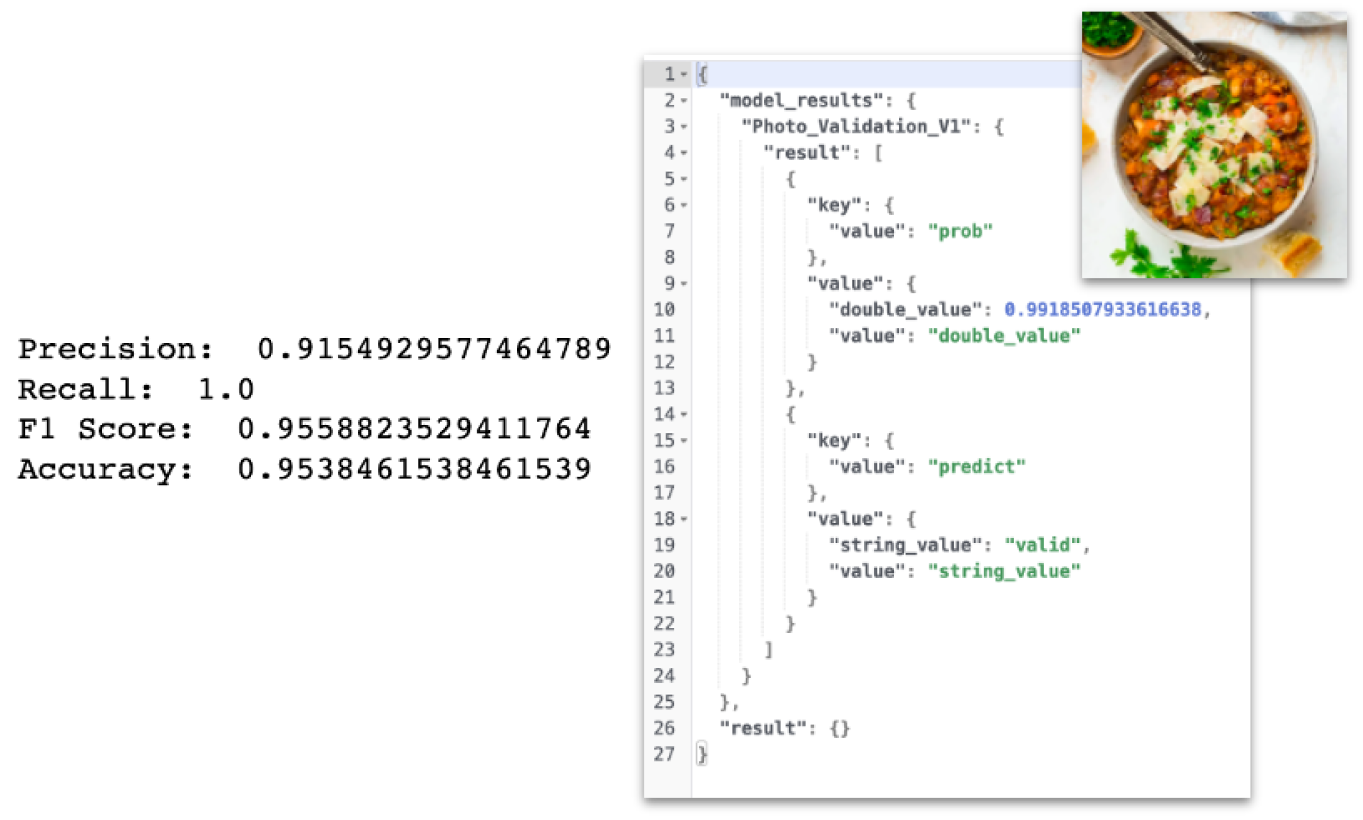 Precision:  0.9154929577464789
Recall:  1.0
F1 Score:  0.9558823529411764
Accuracy:  0.9538461538461539
1 {
2 "model_results": {
3 "Photo_Validation_V1": {
4 "result": [
5 {
6 "key": {
7 "value": "prob"
8 },
9 "value": {
10 "double_value": 0.9918507933616638,
11 "value": "double_value"
12 }
13 },
14 {
15 "key": {
16 "value": "predict"
17 },
18 "value": {
19 "string_value": "valid",
20 "value": "string_value"
21 }
22 }
23 ]
24 }
25 },
26 "result": {}
27 }